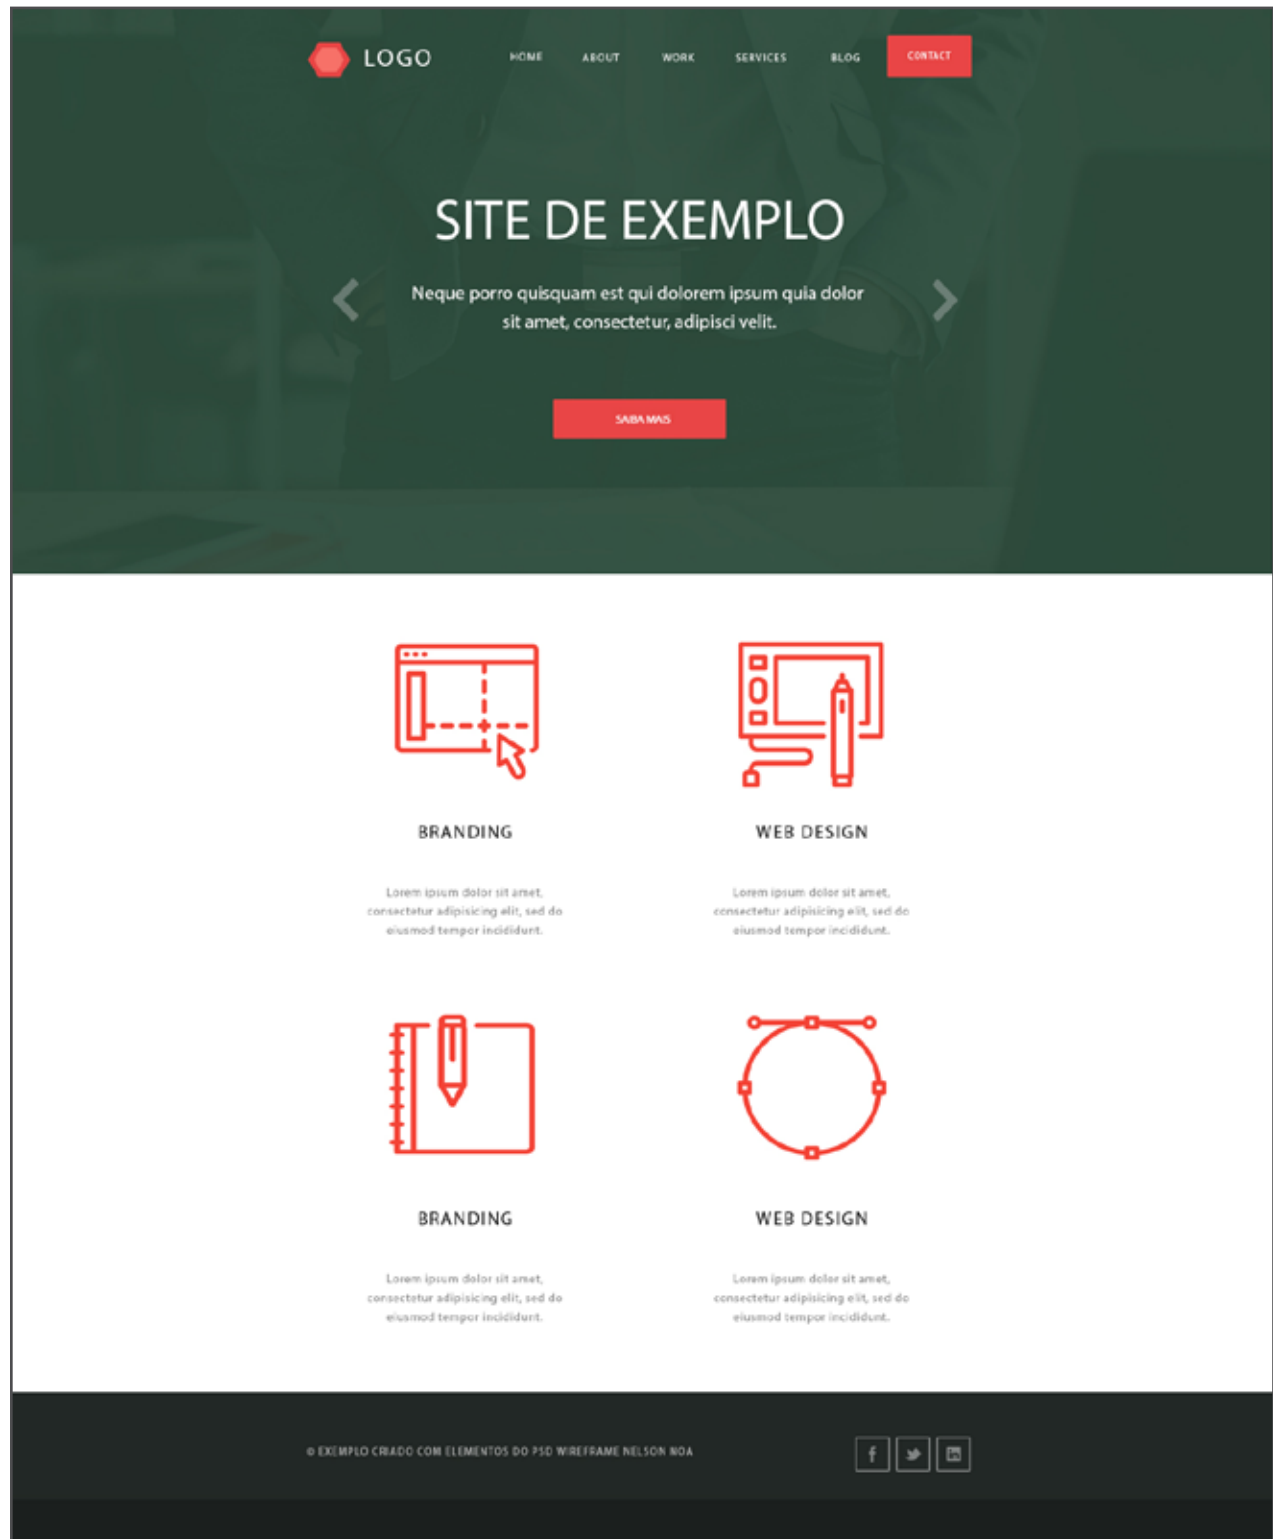 LOGO
HOME ABOUT WORK SERVICES BLOG CONTACT
SITE DE EXEMPLO
Neque porro quisquam est qui dolorem ipsum quia dolor
sit amet, consectetur, adipisci velit.
SAIBA MAIS
BRANDING
Lorem ipsum dolor sit amet,
consectetur adipisicing elit, sed do
eiusmod tempor incididunt.
WEB DESIGN
Lorem ipsum dolor sit amet,
consectetur adipisicing elit, sed do
eiusmod tempor incididunt.
BRANDING
Lorem ipsum dolor sit amet,
consectetur adipisicing elit, sed do
eiusmod tempor incididunt.
WEB DESIGN
Lorem ipsum dolor sit amet,
consectetur adipisicing elit, sed do
eiusmod tempor incididunt.
© EXEMPLO CRIADO COM ELEMENTOS DO PSD WIREFRAME NELSON NOA